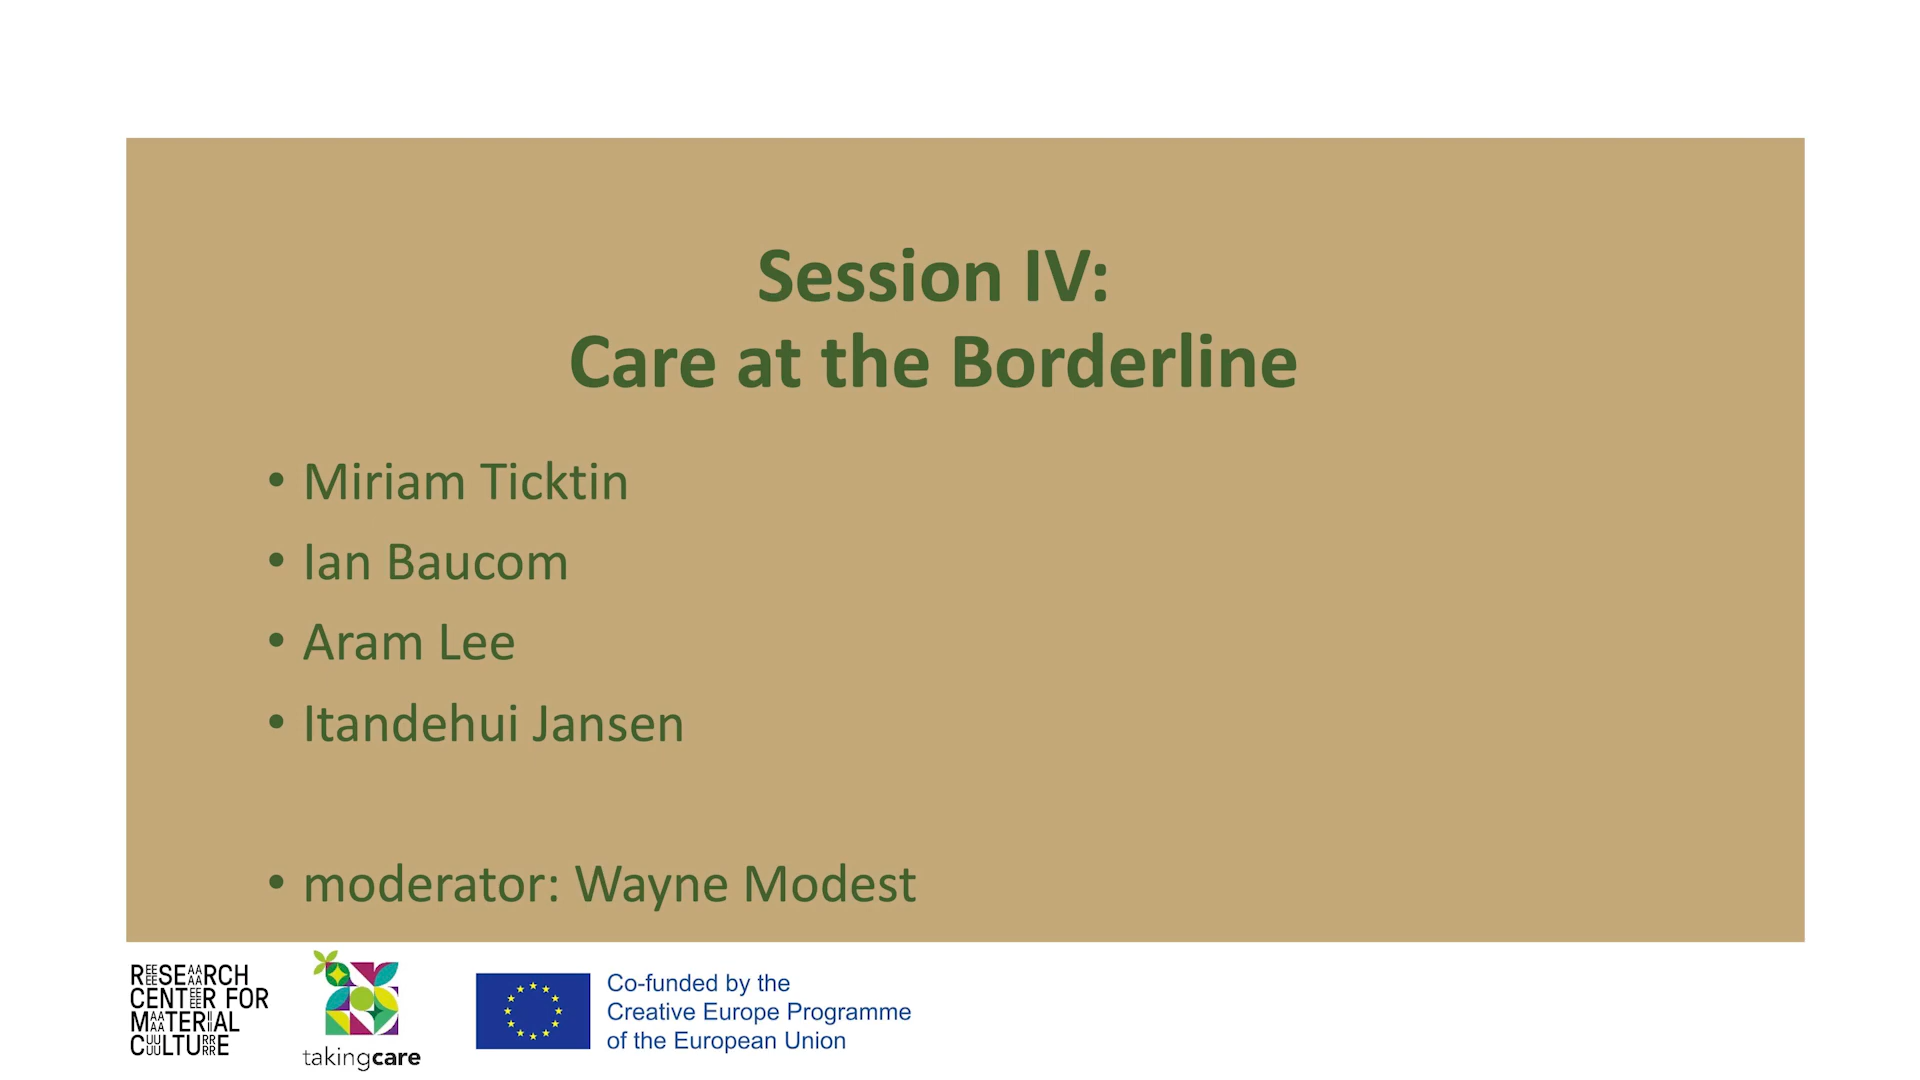 Session IV:
Care at the Borderline
• Miriam Ticktin
• Ian Baucom
• Aram Lee
• Itandehui Jansen
• moderator: Wayne Modest
RESEARCH
CENTER FOR
MATERIAL
CULTURE
takingcare
Co-funded by the
Creative Europe Programme
of the European Union